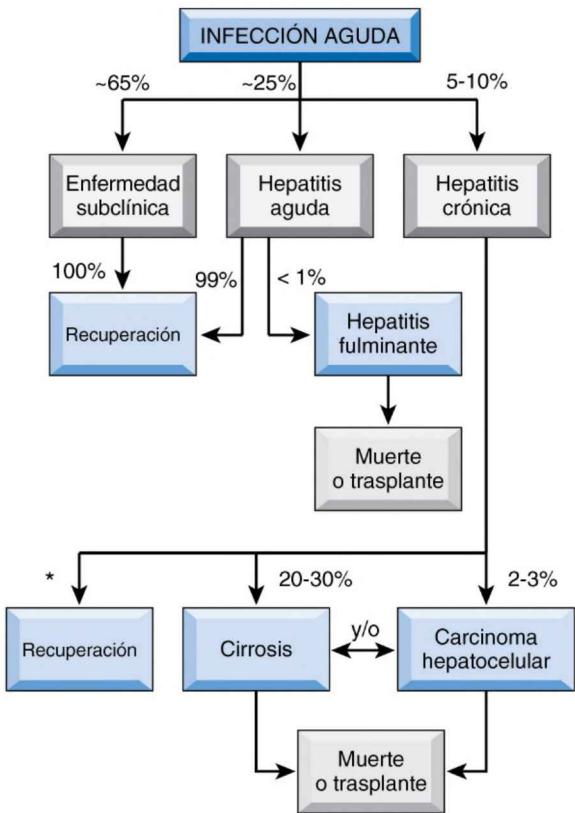 INFECCIÓN AGUDA
~65%
~25%
5-10%
Enfermedad
subclínica
Hepatitis
aguda
Hepatitis
crónica
100%
99%
< 1%
Recuperación
Hepatitis
fulminante
Muerte
o trasplante
*
20-30%
2-3%
Recuperación
Cirrosis
y/o
Carcinoma
hepatocelular
Muerte
o trasplante